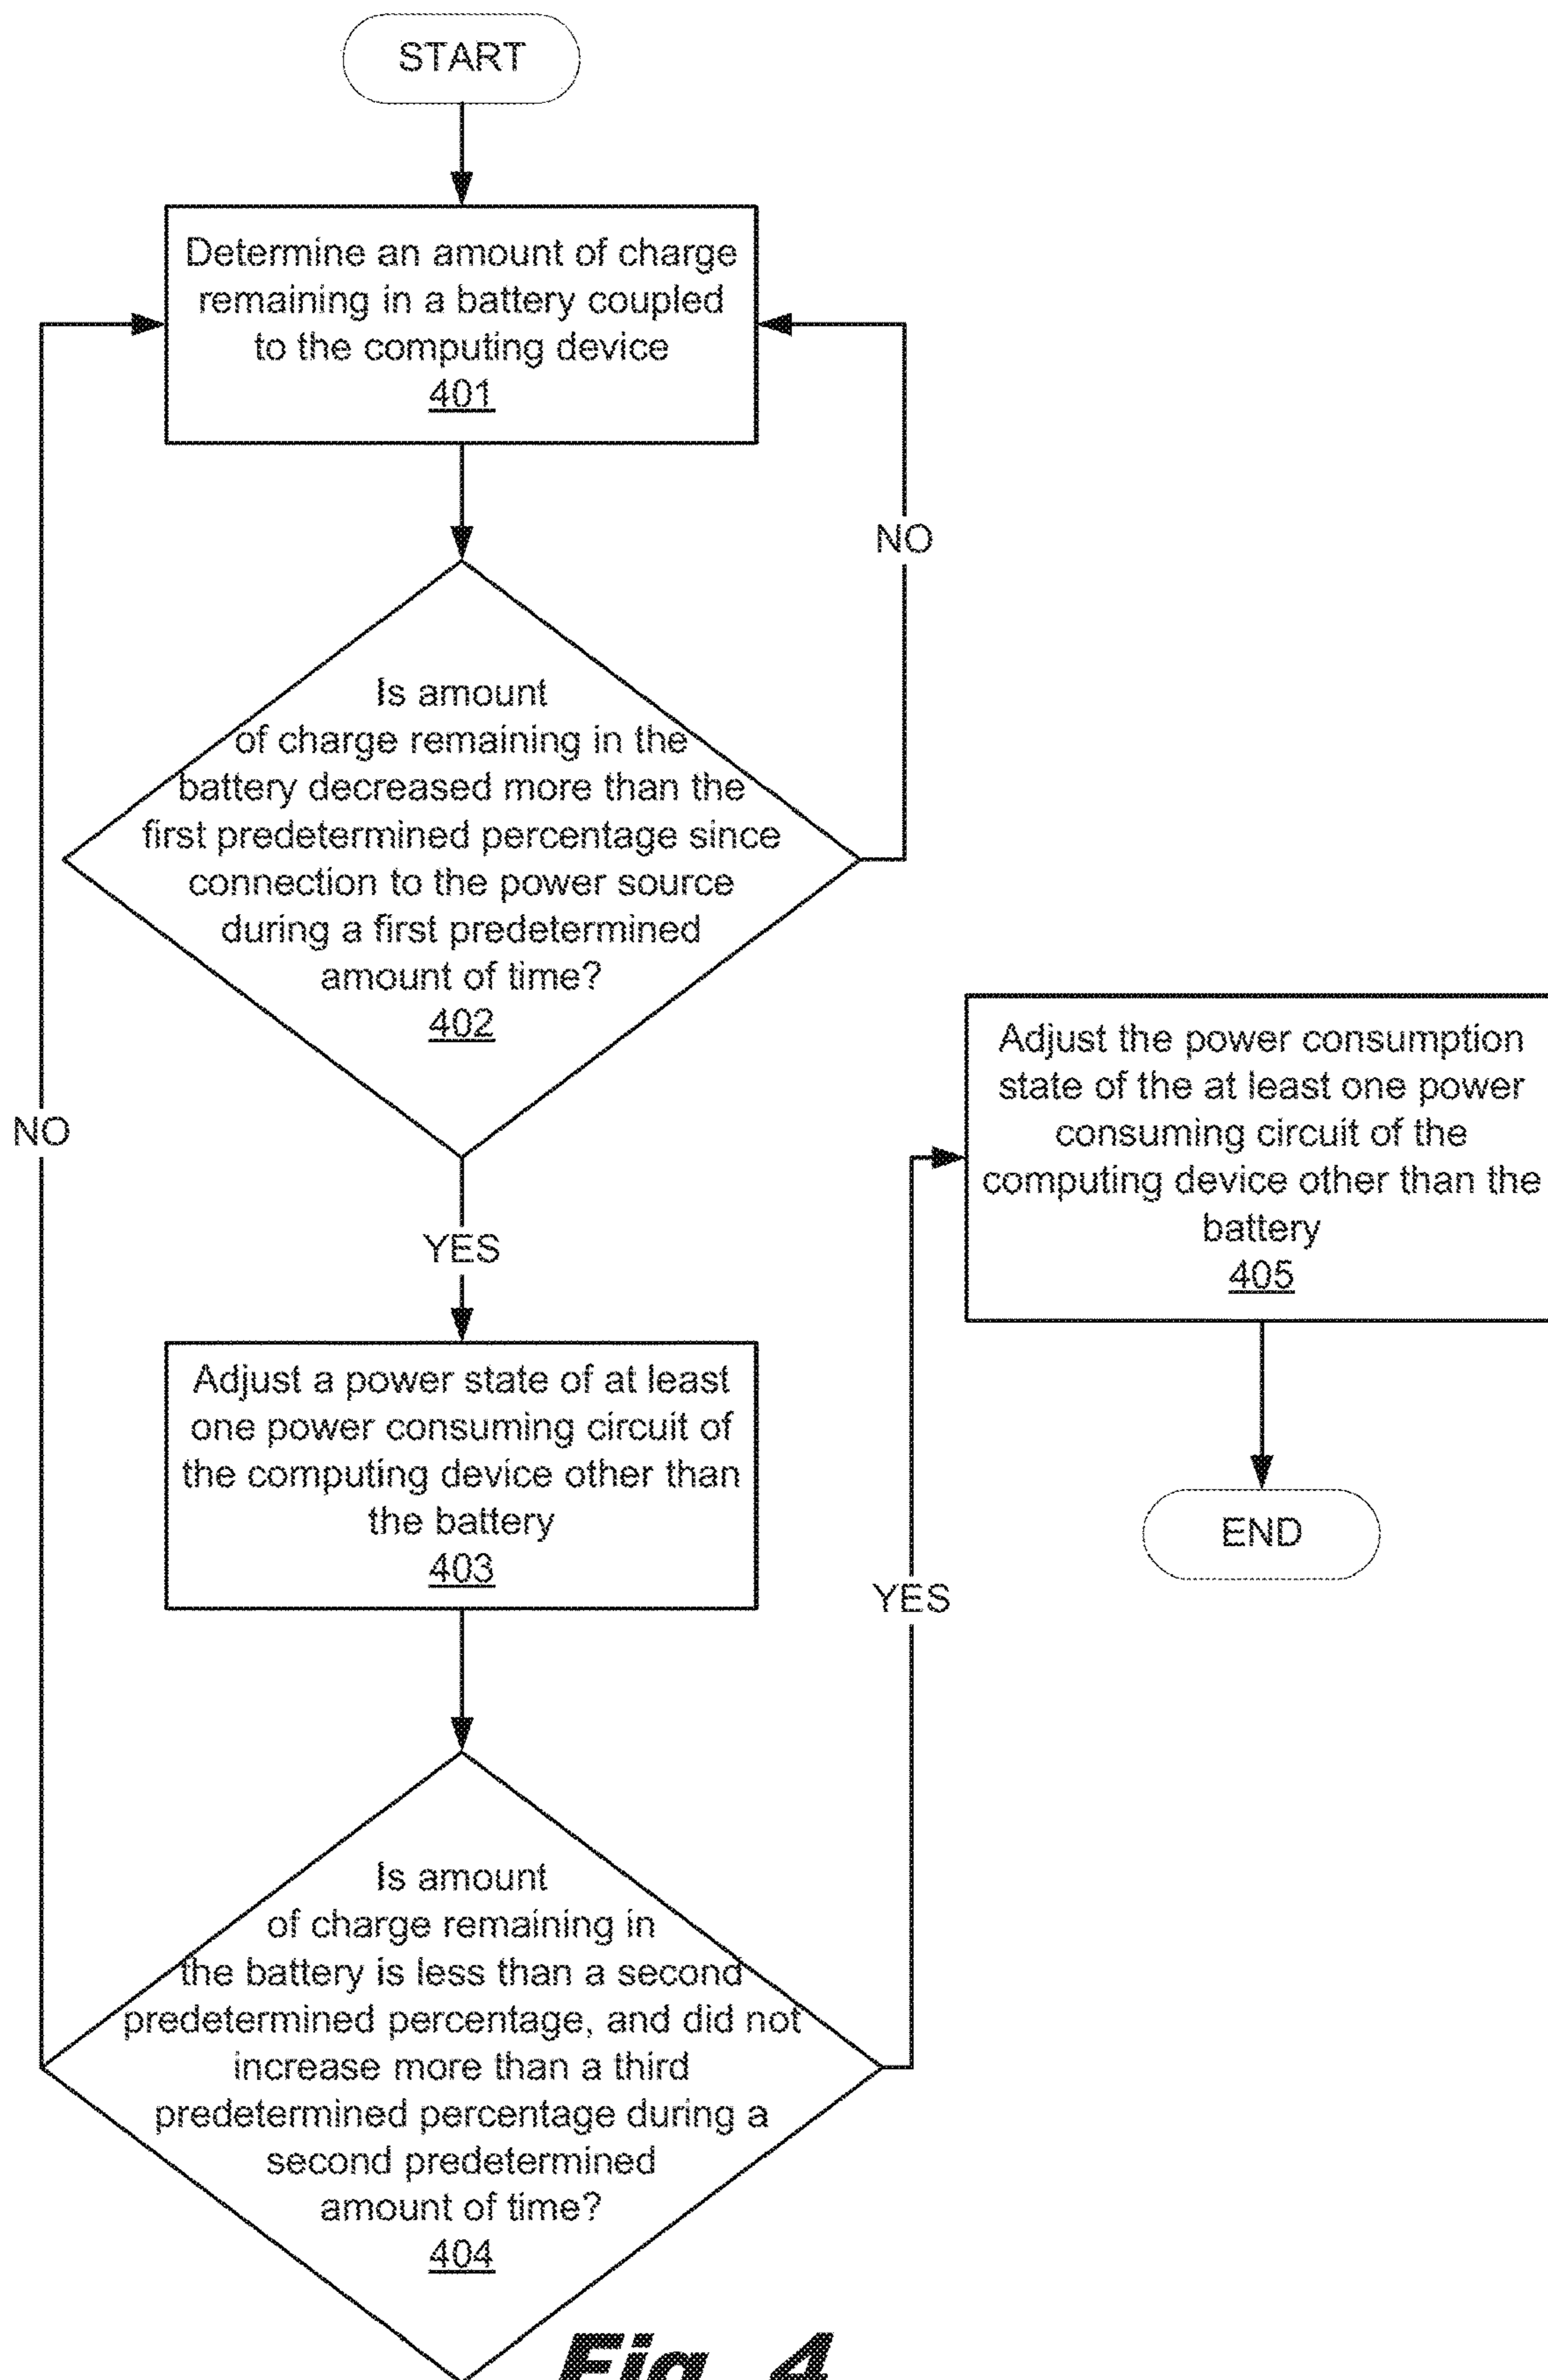 START
Determine an amount of charge
remaining in a battery coupled
to the computing device
401
NO
Is amount
of charge remaining in the
battery decreased more than the
first predetermined percentage since
connection to the power source
during a first predetermined
amount of time?
402
NO
YES
Adjust a power state of at least
one power consuming circuit of
the computing device other than
the battery
403
Is amount
of charge remaining in
the battery is less than a second
predetermined percentage, and did not
increase more than a third
predetermined percentage during a
second predetermined
amount of time?
404
YES
Adjust the power consumption
state of the at least one power
consuming circuit of the
computing device other than the
battery
405
END
Fig. 4